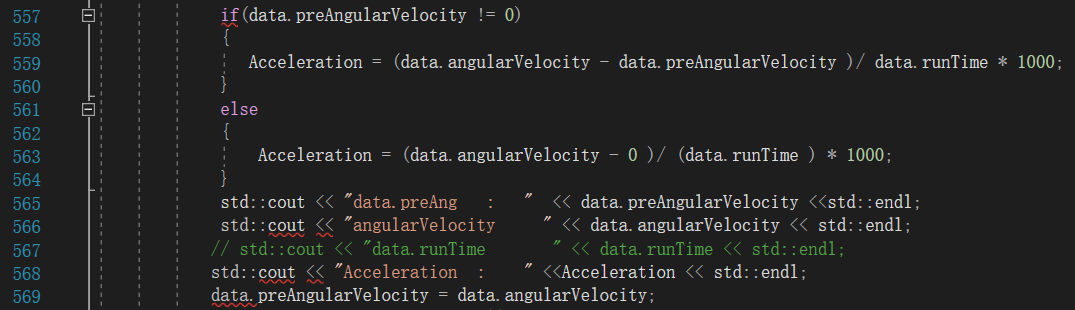 557 if(data.preAngularVelocity != 0)
558 {
559 Acceleration = (data.angularVelocity - data.preAngularVelocity )/ data.runTime * 1000;
560 }
561 else
562 {
563 Acceleration = (data.angularVelocity - 0 )/ (data.runTime ) * 1000;
564 }
565 std::cout << "data.preAng   :   " << data.preAngularVelocity <<std::endl;
566 std::cout << "angularVelocity     " << data.angularVelocity << std::endl;
567 // std::cout << "data.runTime       " << data.runTime << std::endl;
568 std::cout << "Acceleration  :    " <<Acceleration << std::endl;
569 data.preAngularVelocity = data.angularVelocity;